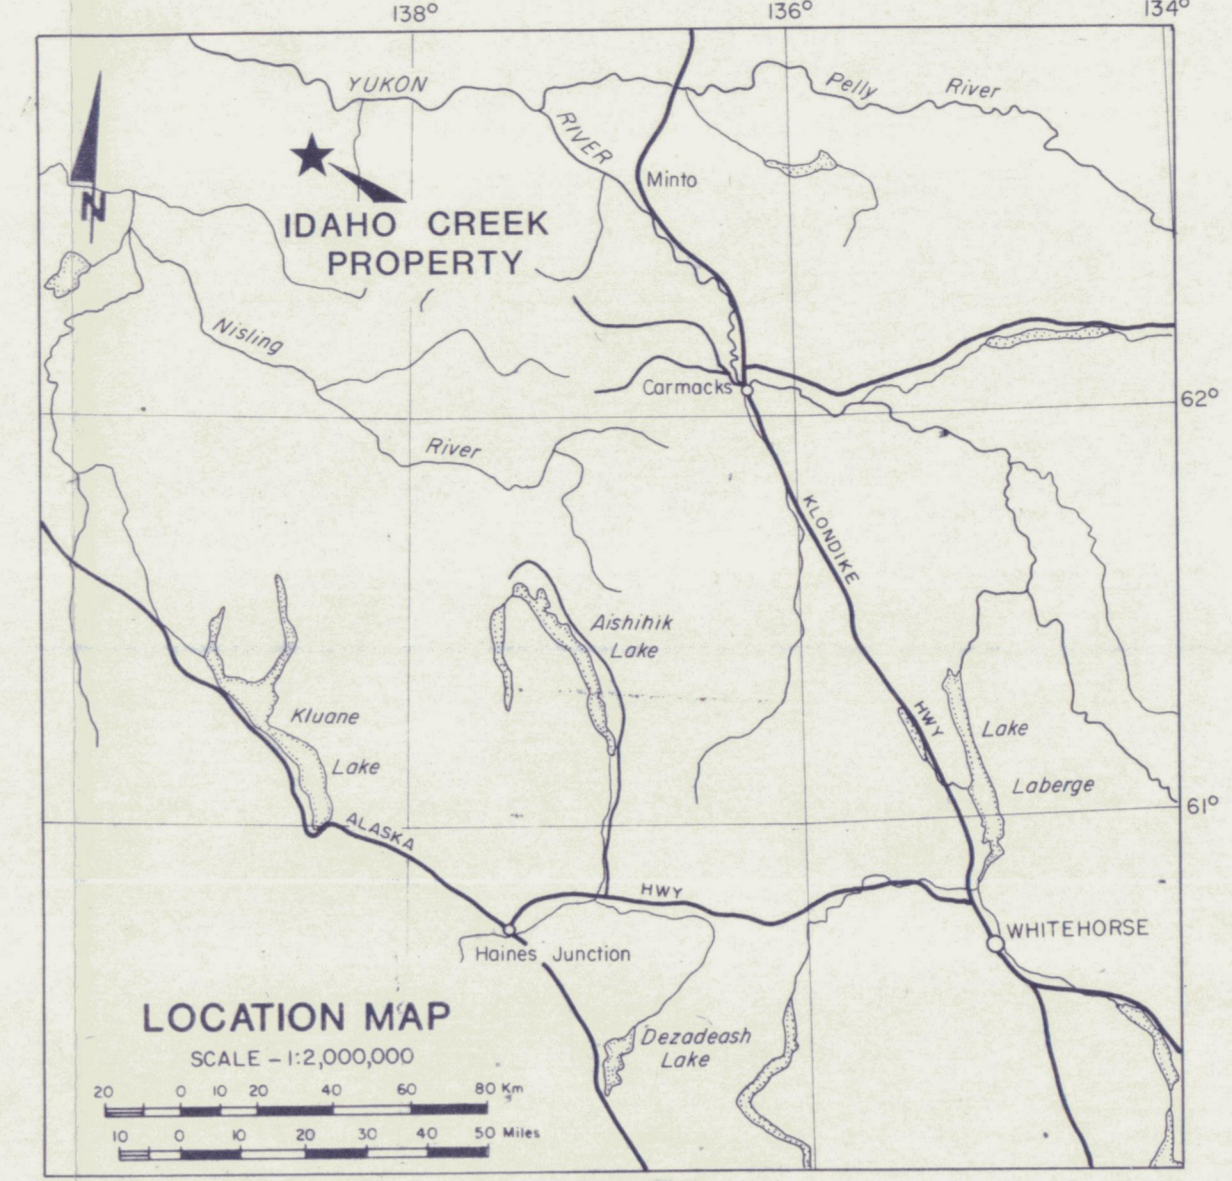 138° 136° 134°
YUKON
Pelly River
RIVER
Minto
N
IDAHO CREEK
PROPERTY
Nisling
Carmacks
62°
River
KLONDIKE
Aishihik
Lake
Kluane
HWY
Lake
Lake
Laberge
61°
ALASKA
HWY
WHITEHORSE
Haines Junction
LOCATION MAP
SCALE – 1:2,000,000
Dezadeash
Lake
20 0 10 20 40 60 80 Km
10 0 10 20 30 40 50 Miles